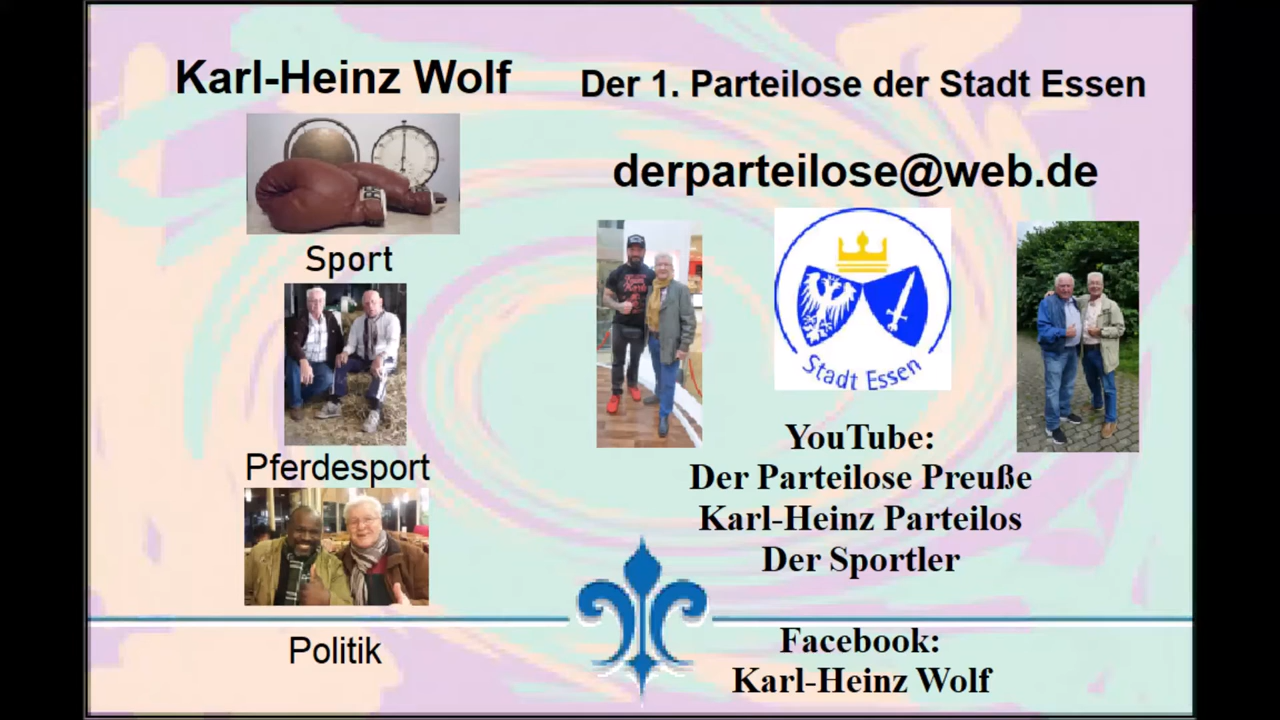 Karl-Heinz Wolf
Der 1. Parteilose der Stadt Essen
derparteilose@web.de
Sport
Pferdesport
Politik
Stadt Essen
YouTube:
Der Parteilose Preuße
Karl-Heinz Parteilos
Der Sportler
Facebook:
Karl-Heinz Wolf